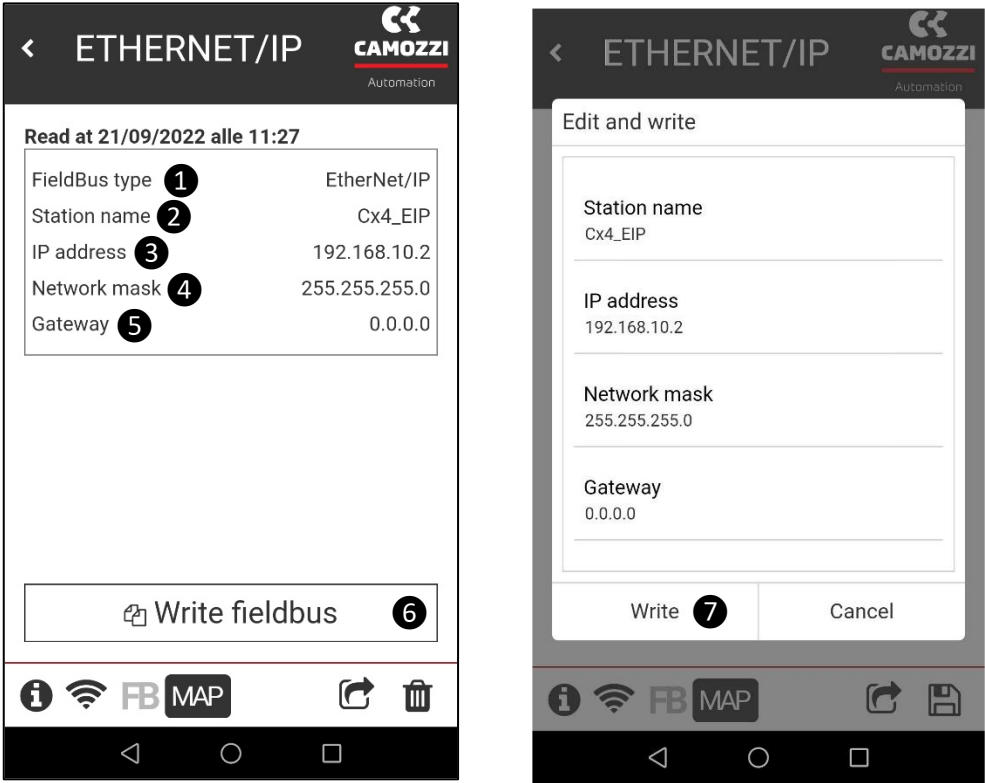 ETHERNET/IP
CAMOZZI
Automation
Read at 21/09/2022 alle 11:27
FieldBus type 1 EtherNet/IP
Station name 2 Cx4_EIP
IP address 3 192.168.10.2
Network mask 4 255.255.255.0
Gateway 5 0.0.0.0
Write fieldbus 6
FB MAP
ETHERNET/IP
CAMOZZI
Automation
Edit and write
Station name
Cx4_EIP
IP address
192.168.10.2
Network mask
255.255.255.0
Gateway
0.0.0.0
Write 7 Cancel
FB MAP